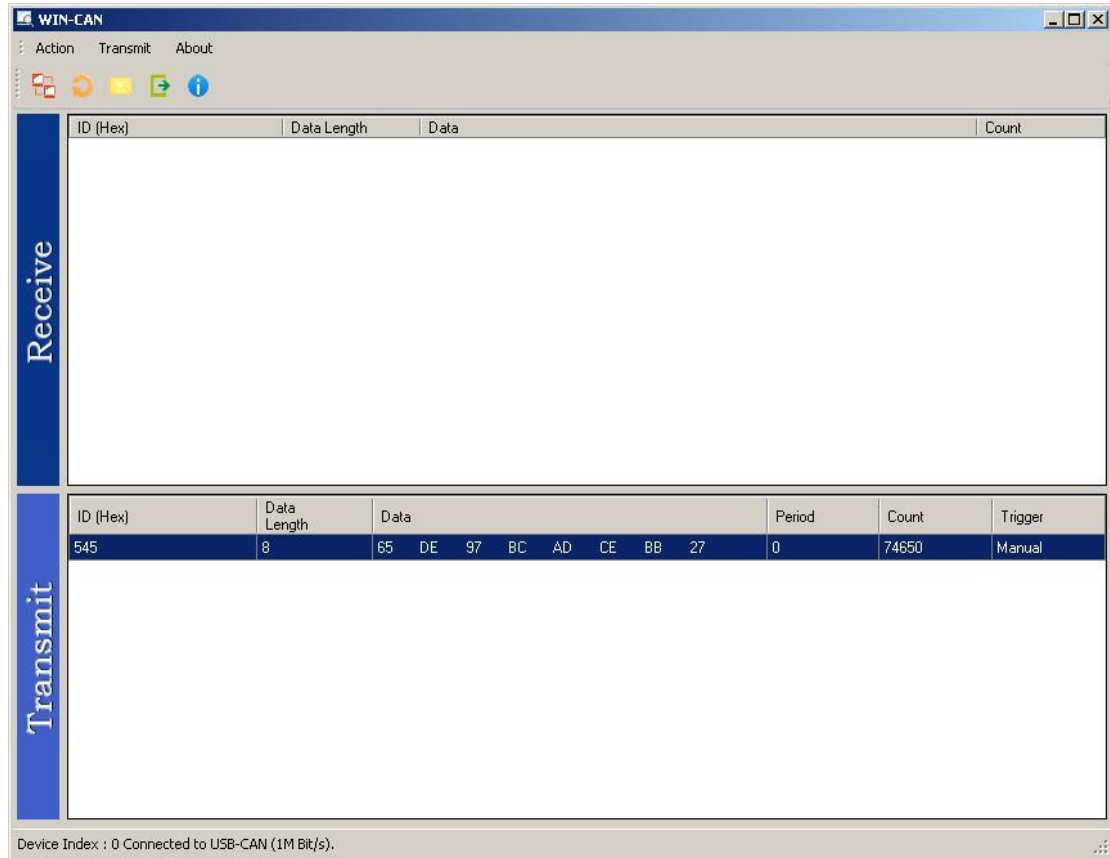 WIN-CAN
Action Transmit About
Receive
ID (Hex) Data Length Data Count
Transmit
ID (Hex) Data Length Data Period Count Trigger
545 8 65 DE 97 BC AD CE BB 27 0 74650 Manual
Device Index : 0 Connected to USB-CAN (1M Bit/s).